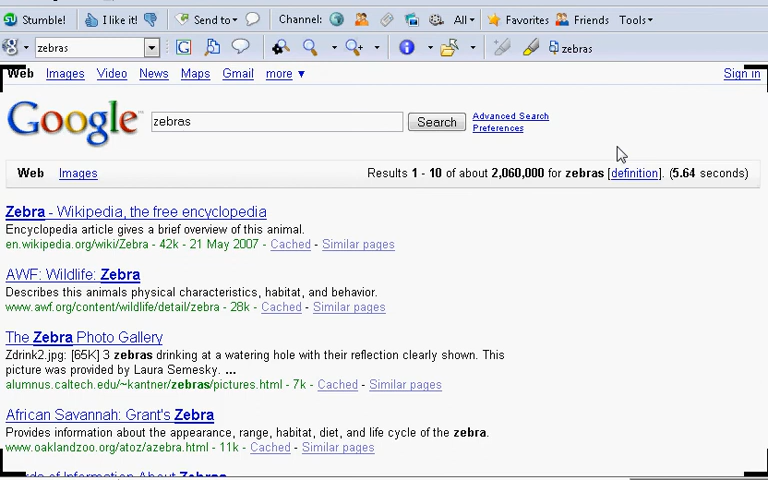 Stumble! I like it! Send to Channel: All Favorites Friends Tools
zebras zebras
Web Images Video News Maps Gmail more Sign in
Google zebras Search Advanced Search
Preferences
Web Images Results 1 - 10 of about 2,060,000 for zebras [definition]. (5.64 seconds)
Zebra - Wikipedia, the free encyclopedia
Encyclopedia article gives a brief overview of this animal.
en.wikipedia.org/wiki/Zebra - 42k - 21 May 2007 - Cached - Similar pages
AWF: Wildlife: Zebra
Describes this animals physical characteristics, habitat, and behavior.
www.awf.org/content/wildlife/detail/zebra - 28k - Cached - Similar pages
The Zebra Photo Gallery
Zdrink2.jpg: [65K] 3 zebras drinking at a watering hole with their reflection clearly shown. This
picture was provided by Laura Semesky. ...
alumnus.caltech.edu/~kantner/zebras/pictures.html - 7k - Cached - Similar pages
African Savannah: Grant's Zebra
Provides information about the appearance, range, habitat, diet, and life cycle of the zebra.
www.oaklandzoo.org/atoz/azebra.html - 11k - Cached - Similar pages
of Information About Zebras